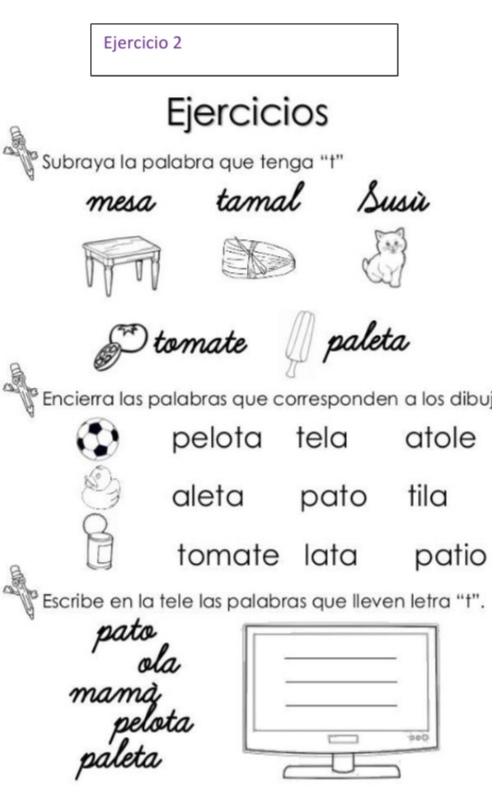 Ejercicio 2
Ejercicios
Subraya la palabra que tenga “t”
mesa tamal Susù
tomate paleta
Encierra las palabras que corresponden a los dibuj
pelota tela atole
aleta pato tila
tomate lata patio
Escribe en la tele las palabras que lleven letra “t”.
pato
ola
mamà
pelota
paleta